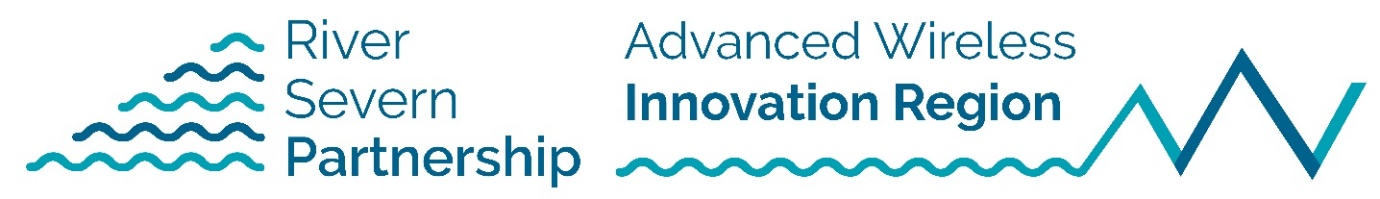 River
Severn
Partnership
Advanced Wireless
Innovation Region